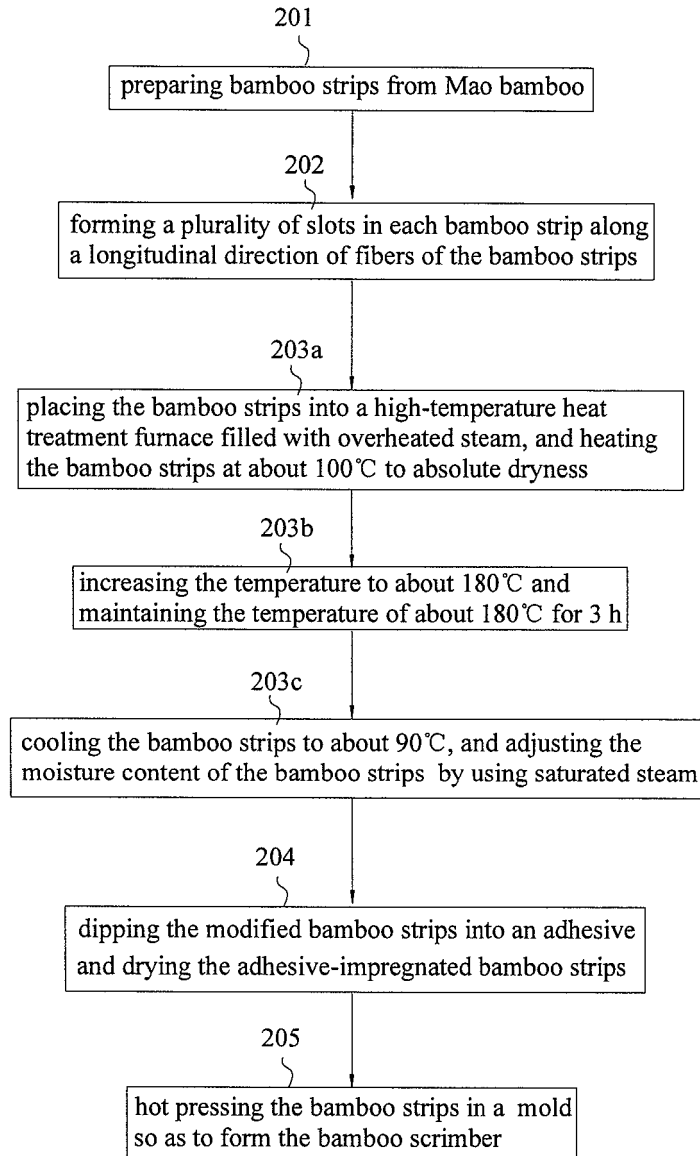 201
preparing bamboo strips from Mao bamboo
202
forming a plurality of slots in each bamboo strip along
a longitudinal direction of fibers of the bamboo strips
203a
placing the bamboo strips into a high-temperature heat
treatment furnace filled with overheated steam, and heating
the bamboo strips at about 100℃ to absolute dryness
203b
increasing the temperature to about 180℃ and
maintaining the temperature of about 180℃ for 3 h
203c
cooling the bamboo strips to about 90℃, and adjusting the
moisture content of the bamboo strips by using saturated steam
204
dipping the modified bamboo strips into an adhesive
and drying the adhesive-impregnated bamboo strips
205
hot pressing the bamboo strips in a mold
so as to form the bamboo scrimber